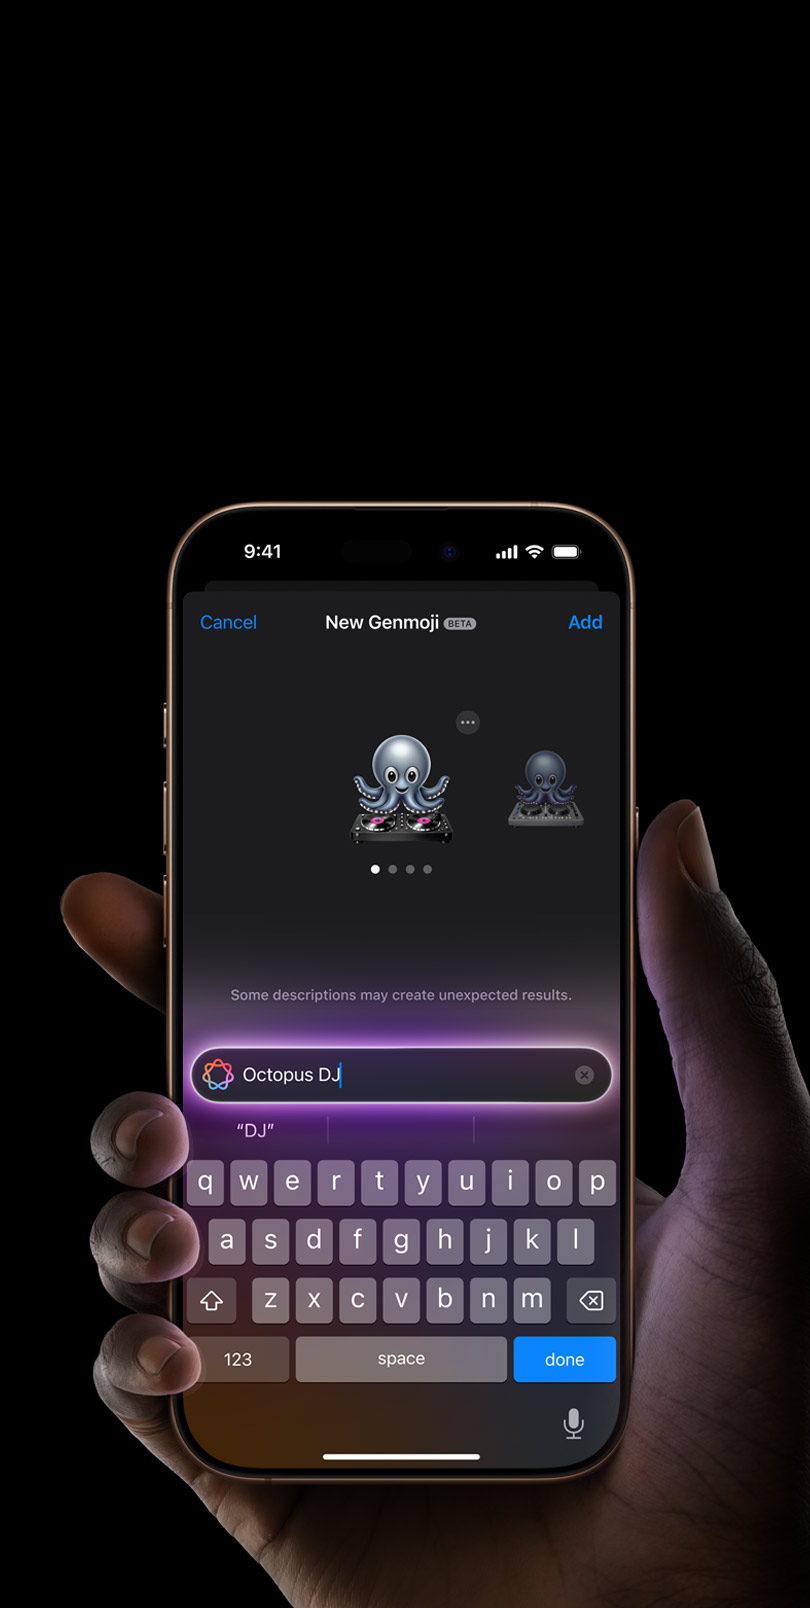 9:41
Cancel New Genmoji BETA Add
Some descriptions may create unexpected results.
Octopus DJ
“DJ”
q w e r t y u i o p
a s d f g h j k l
z x c v b n m
123 space done